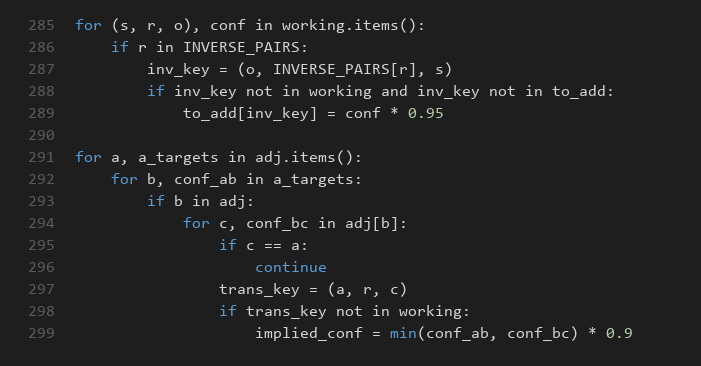 285 for (s, r, o), conf in working.items():
286     if r in INVERSE_PAIRS:
287         inv_key = (o, INVERSE_PAIRS[r], s)
288         if inv_key not in working and inv_key not in to_add:
289             to_add[inv_key] = conf * 0.95
290
291 for a, a_targets in adj.items():
292     for b, conf_ab in a_targets:
293         if b in adj:
294             for c, conf_bc in adj[b]:
295                 if c == a:
296                     continue
297                 trans_key = (a, r, c)
298                 if trans_key not in working:
299                     implied_conf = min(conf_ab, conf_bc) * 0.9